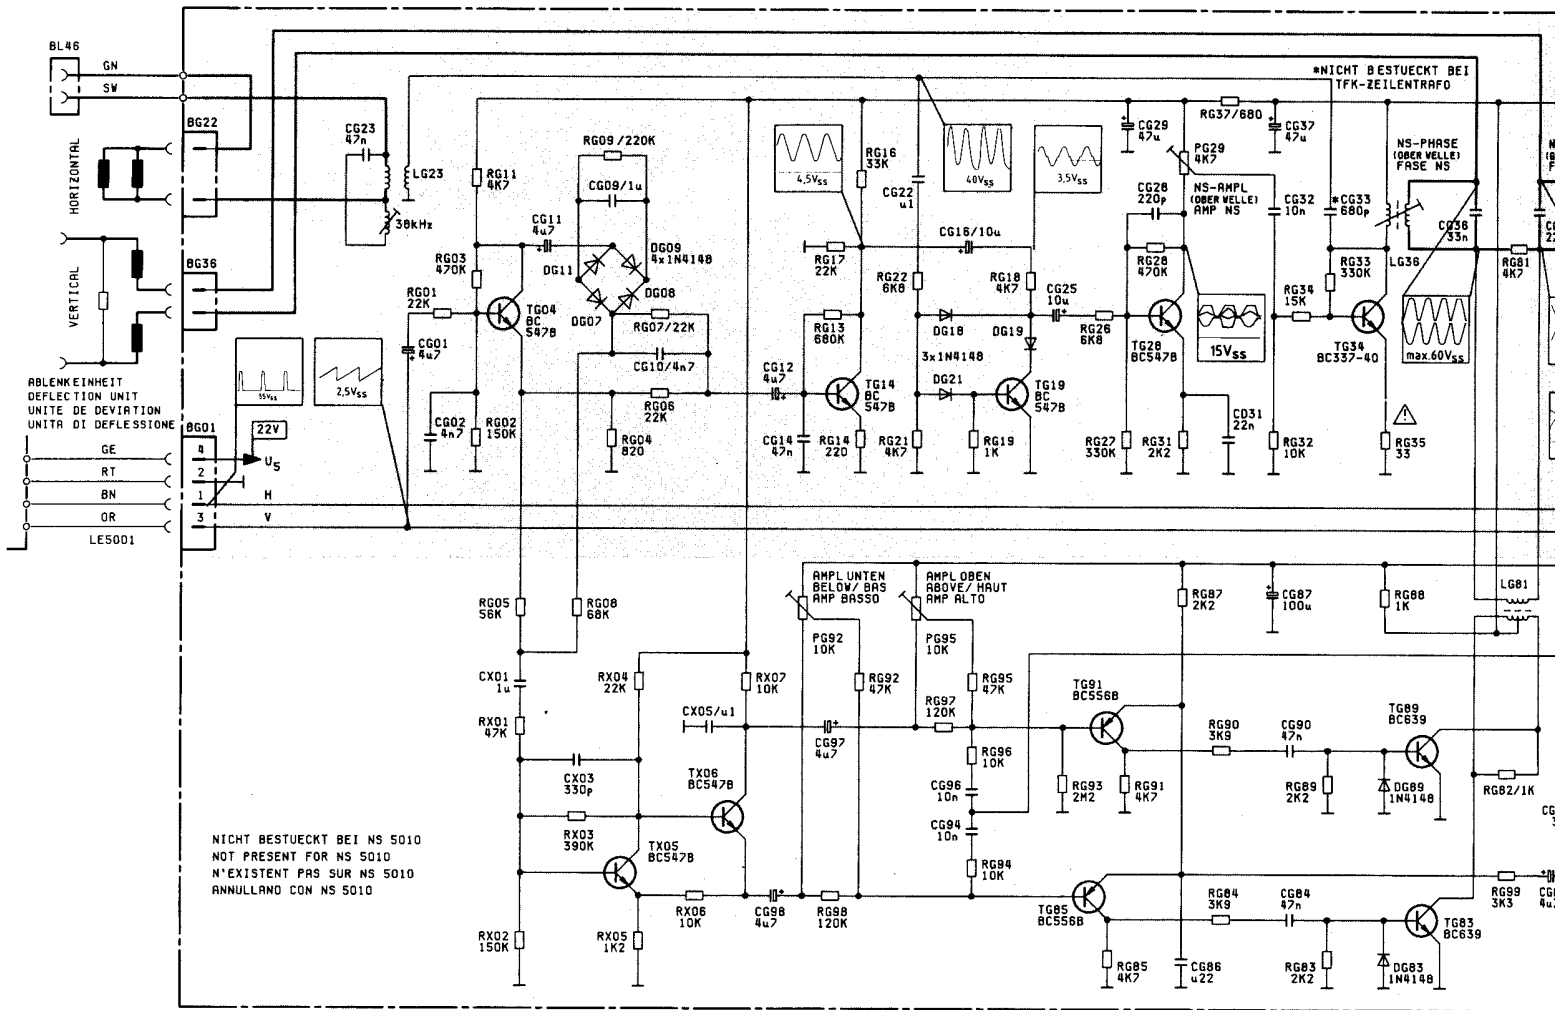 BL46
GN
SW
BG22
HORIZONTAL
CG23
47n
LG23
38kHz
VERTICAL
BG36
ABLENKEINHEIT
DEFLECTION UNIT
UNITE DE DEVIATION
UNITA DI DEFLESSIONE
BG01
22V
U5
GE
RT
BN
OR
4
2
1
3
H
V
LE5001
55Vss
2,5Vss
RG11
4K7
RG03
470K
RG01
22K
CG01
4u7
CG02
4n7
RG02
150K
CG11
4u7
TG04
BC
547B
RG09/220K
CG09/1u
DG09
4x1N4148
DG11
DG08
DG07
RG07/22K
CG10/4n7
RG06
22K
RG04
820
CG12
4u7
4,5Vss
40Vss
3,5Vss
RG16
33K
RG17
22K
RG13
680K
TG14
BC
547B
CG14
47n
RG14
220
CG22
u1
CG16/10u
RG22
6K8
RG18
4K7
DG18
DG19
3x1N4148
DG21
RG21
4K7
RG19
1K
TG19
BC
547B
CG25
10u
RG26
6K8
CG29
47u
PG29
4K7
RG37/680
CG37
47u
*NICHT BESTUECKT BEI
TFK-ZEILENTRAFO
CG28
220p
NS-AMPL
(OBERWELLE)
AMP NS
RG28
470K
TG28
BC547B
15Vss
RG27
330K
RG31
2K2
CD31
22n
CG32
10n
*CG33
680p
RG33
330K
RG34
15K
RG32
10K
TG34
BC337-40
RG35
33
NS-PHASE
(OBERWELLE)
FASE NS
LG36
CG36
33n
max.60Vss
RG81
4K7
RG05
56K
RG08
68K
CX01
1u
RX01
47K
RX04
22K
RX07
10K
CX05/u1
CX03
330p
RX03
390K
TX05
BC547B
TX06
BC547B
RX02
150K
RX05
1K2
RX06
10K
CG98
4u7
RG98
120K
CG97
4u7
AMPL UNTEN
BELOW/BAS
AMP BASSO
PG92
10K
RG92
47K
AMPL OBEN
ABOVE/HAUT
AMP ALTO
PG95
10K
RG95
47K
RG97
120K
RG96
10K
CG96
10n
CG94
10n
RG94
10K
TG91
BC556B
RG93
2M2
RG91
4K7
RG87
2K2
CG87
100u
RG88
1K
LG81
RG90
3K9
CG90
47n
RG89
2K2
DG89
1N4148
TG89
BC639
RG82/1K
TG85
BC556B
RG85
4K7
CG86
u22
RG84
3K9
CG84
47n
RG83
2K2
DG83
1N4148
TG83
BC639
RG99
3K3
NICHT BESTUECKT BEI NS 5010
NOT PRESENT FOR NS 5010
N'EXISTENT PAS SUR NS 5010
ANNULLAND CON NS 5010